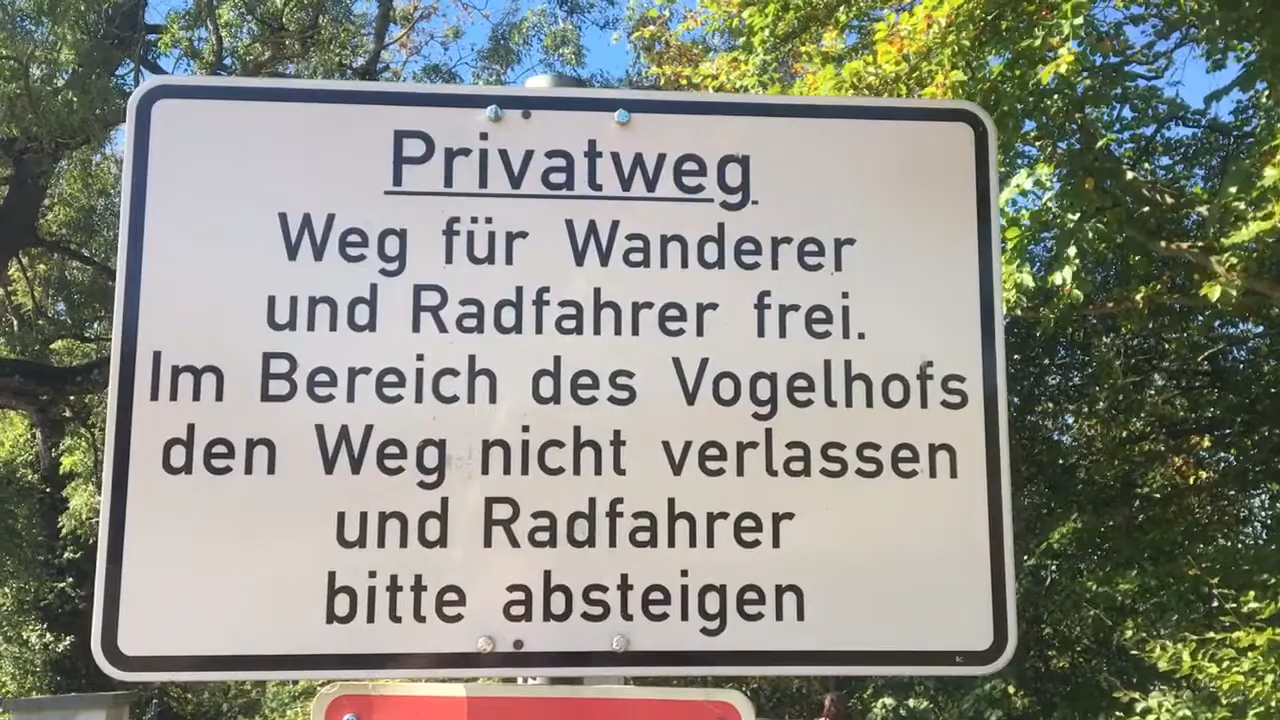 Privatweg
Weg für Wanderer
und Radfahrer frei.
Im Bereich des Vogelhofs
den Weg nicht verlassen
und Radfahrer
bitte absteigen